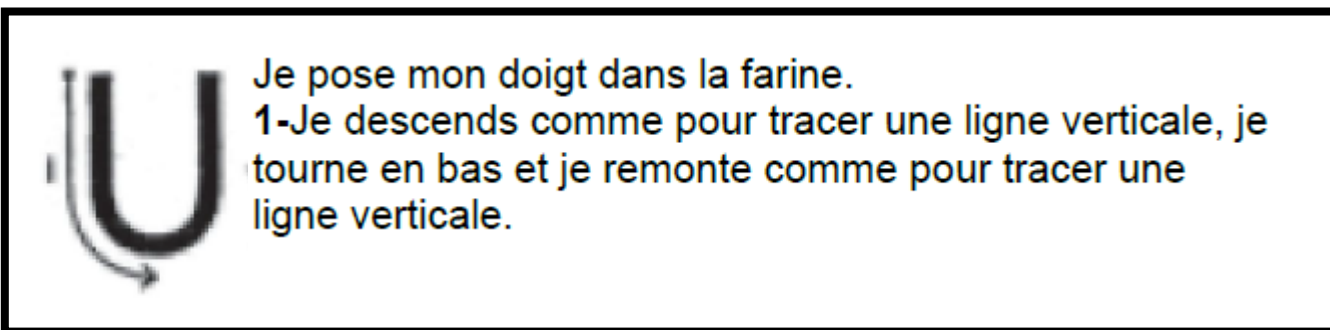 U
Je pose mon doigt dans la farine.
1-Je descends comme pour tracer une ligne verticale, je
tourne en bas et je remonte comme pour tracer une
ligne verticale.